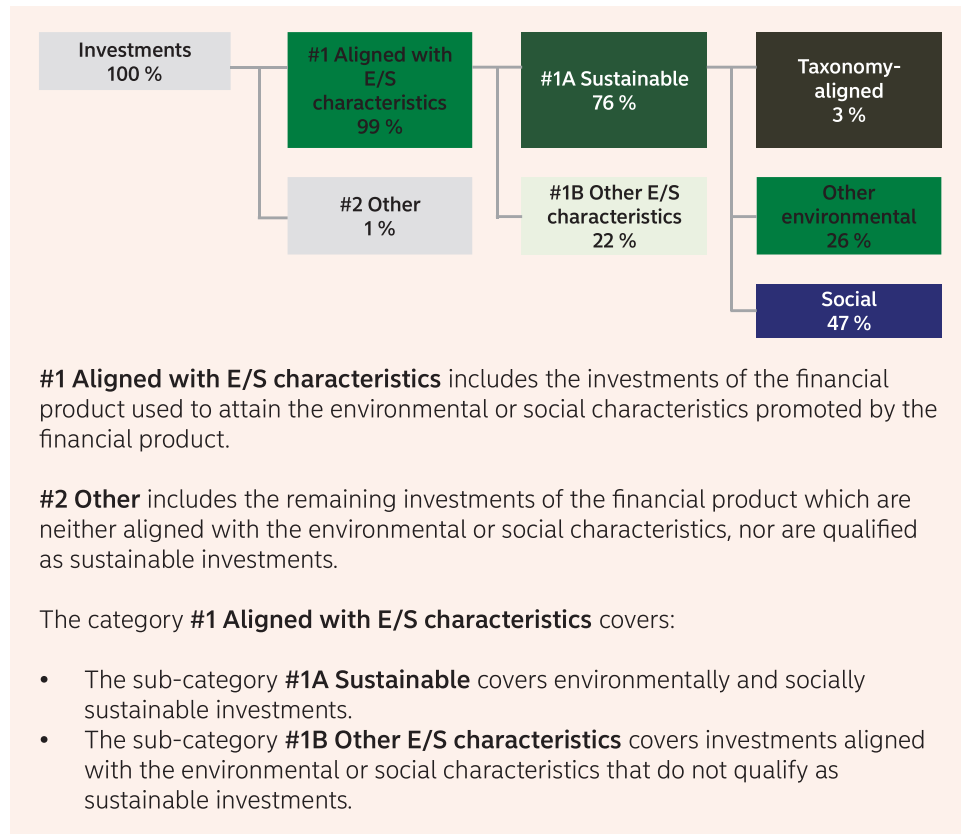 Investments
100 %
#1 Aligned with
E/S
characteristics
99 %
#2 Other
1 %
#1A Sustainable
76 %
#1B Other E/S
characteristics
22 %
Taxonomy-
aligned
3 %
Other
environmental
26 %
Social
47 %
#1 Aligned with E/S characteristics includes the investments of the financial
product used to attain the environmental or social characteristics promoted by the
financial product.
#2 Other includes the remaining investments of the financial product which are
neither aligned with the environmental or social characteristics, nor are qualified
as sustainable investments.
The category #1 Aligned with E/S characteristics covers:
• The sub-category #1A Sustainable covers environmentally and socially
sustainable investments.
• The sub-category #1B Other E/S characteristics covers investments aligned
with the environmental or social characteristics that do not qualify as
sustainable investments.